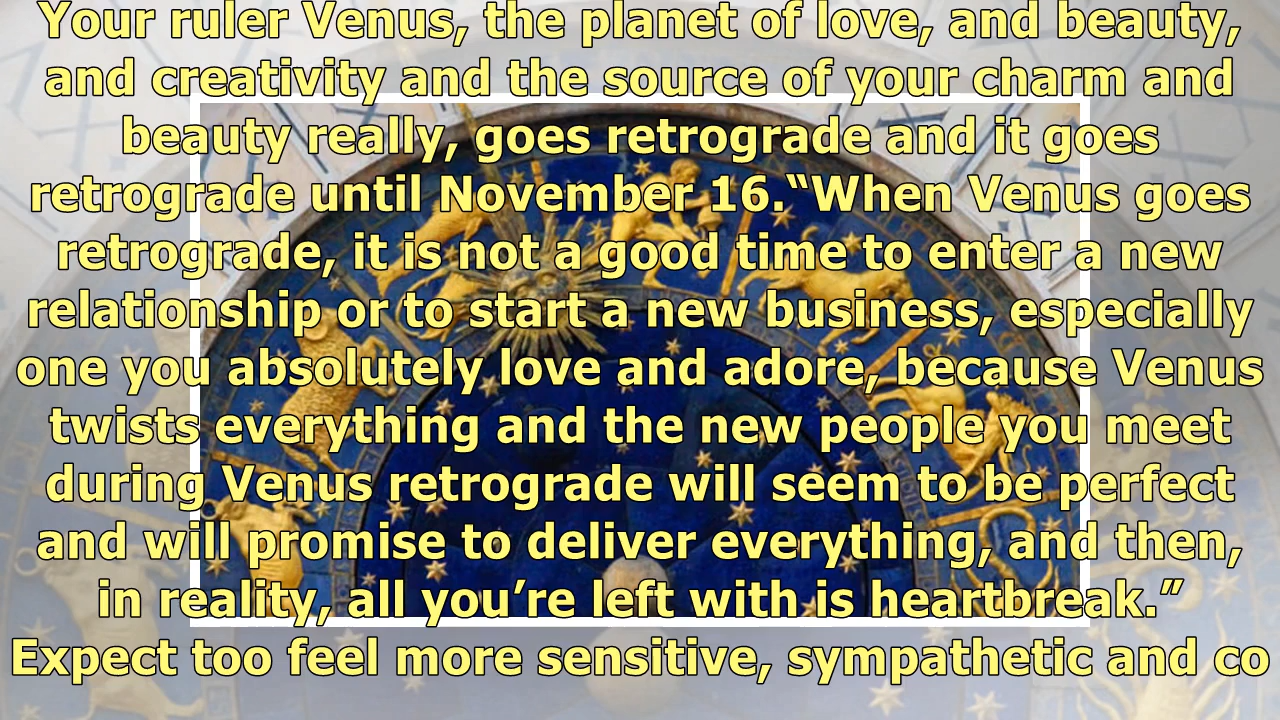 Your ruler Venus, the planet of love, and beauty,
and creativity and the source of your charm and
beauty really, goes retrograde and it goes
retrograde until November 16.“When Venus goes
retrograde, it is not a good time to enter a new
relationship or to start a new business, especially
one you absolutely love and adore, because Venus
twists everything and the new people you meet
during Venus retrograde will seem to be perfect
and will promise to deliver everything, and then,
in reality, all you’re left with is heartbreak.”
Expect too feel more sensitive, sympathetic and co